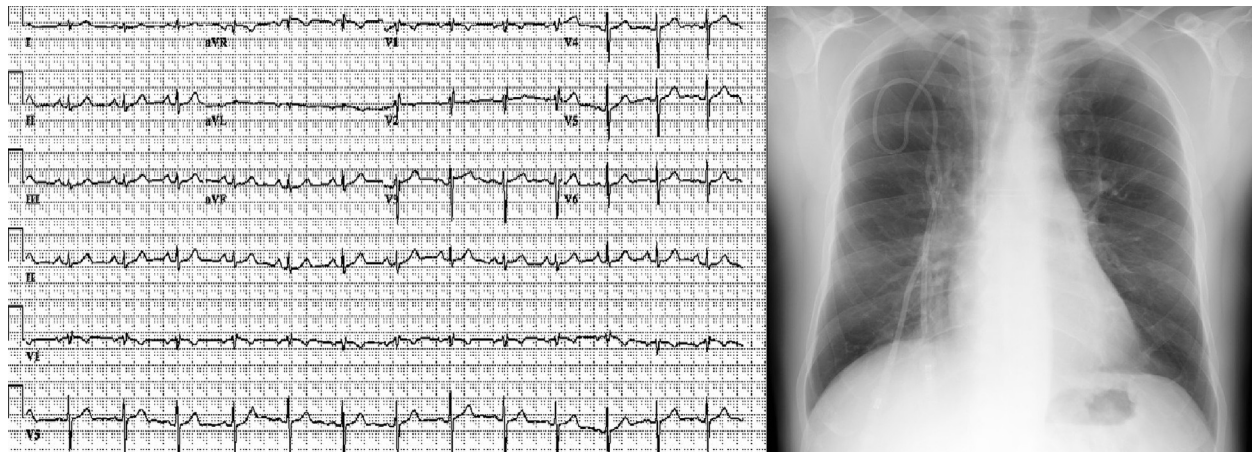 I aVR V1 V4
II aVL V2 V5
III aVF V3 V6
II
V1
V5